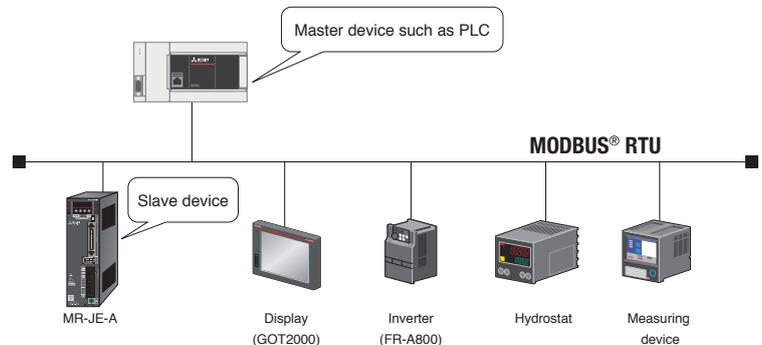 Master device such as PLC
MODBUS® RTU
Slave device
MR-JE-A
Display
(GOT2000)
Inverter
(FR-A800)
Hydrostat
Measuring
device